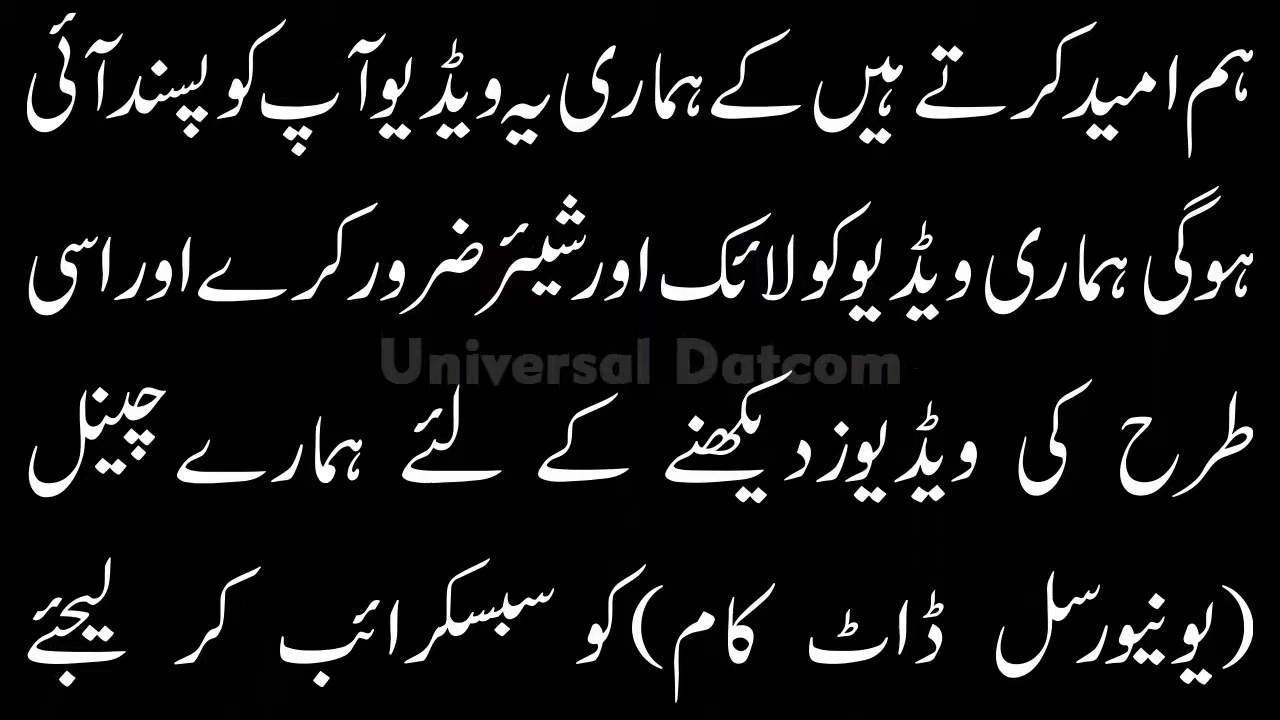 ہم امید کرتے ہیں کے ہماری یہ ویڈیو آپ کو پسند آئی
ہوگی ہماری ویڈیو کو لائک اور شیئر ضرور کرے اور اسی
Universal Datcom
طرح کی ویڈیوز دیکھنے کے لئے ہمارے چینل
(یونیورسل ڈاٹ کام) کو سبسکرائب کر لیجئے